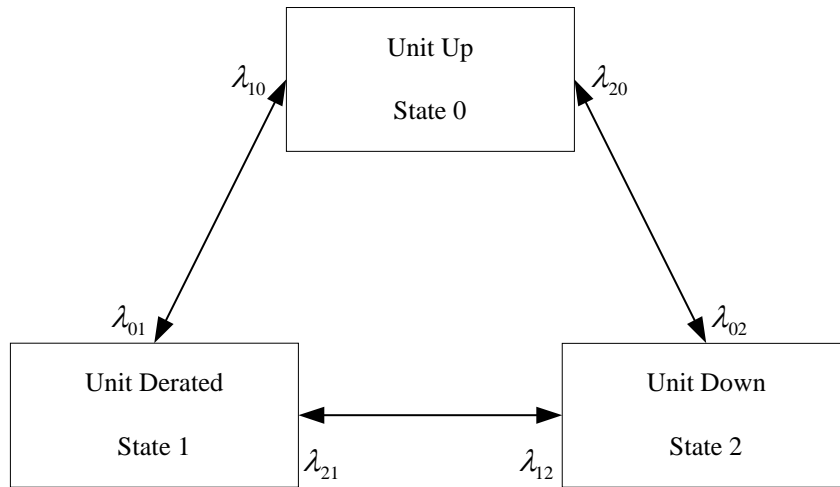 Unit Up
λ10
λ20
State 0
λ01
λ02
Unit Derated
Unit Down
State 1
State 2
λ21
λ12